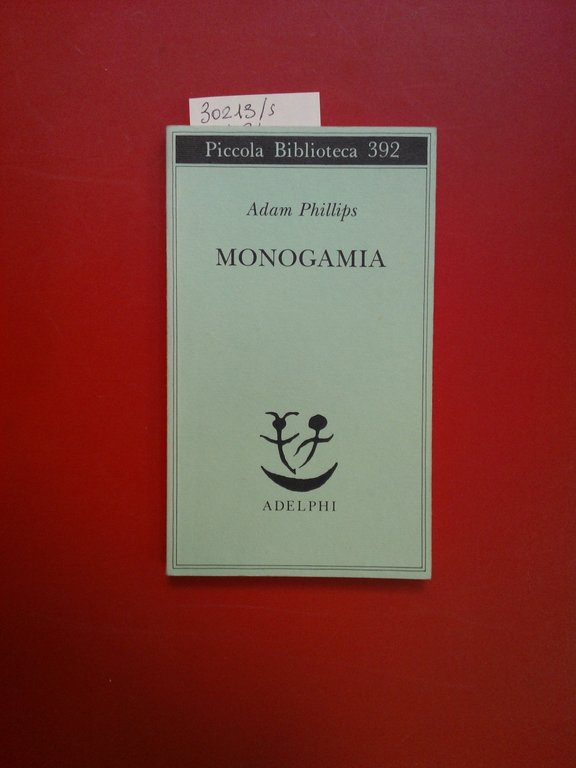 30213/s
Piccola Biblioteca 392
Adam Phillips
MONOGAMIA
ADELPHI